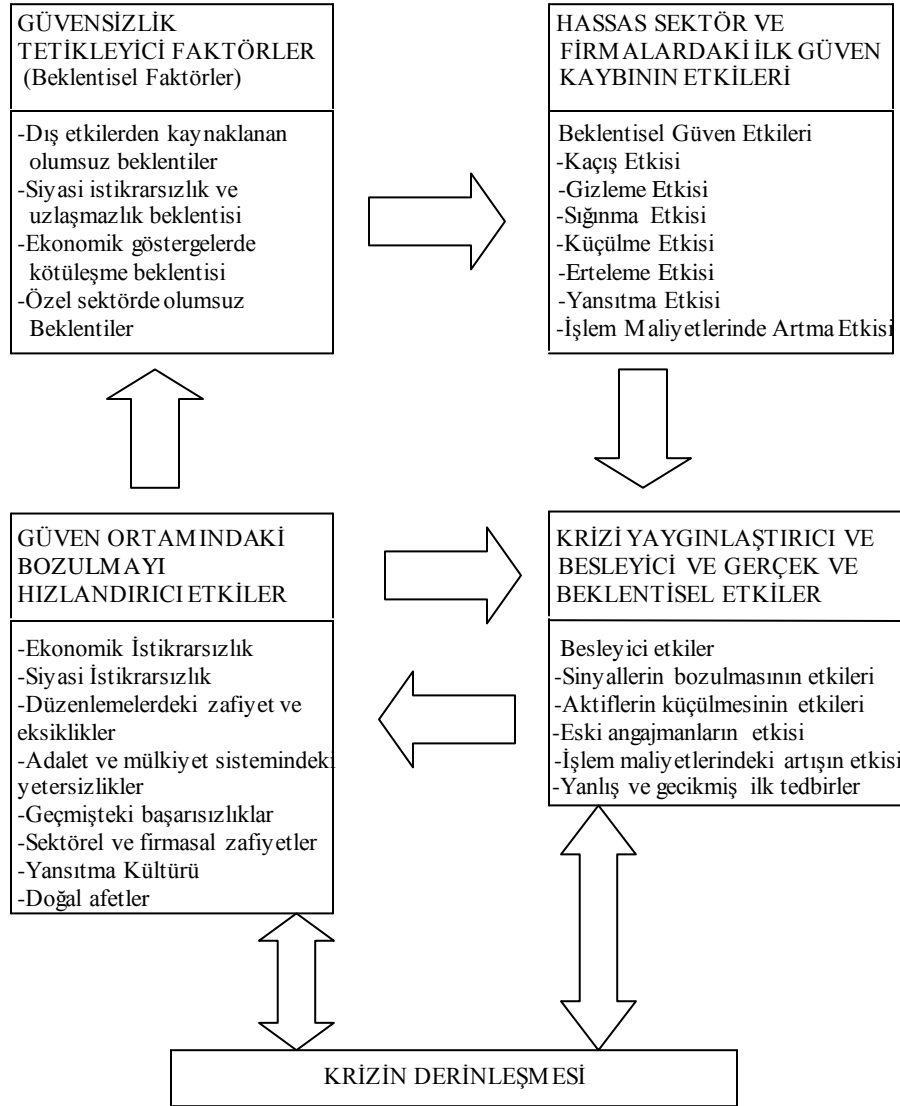 GÜVENSİZLİK
TETİKLEYİCİ FAKTÖRLER
(Beklentisel Faktörler)
-Dış etkilerden kaynaklanan
olumsuz beklentiler
-Siyasi istikrarsızlık ve
uzlaşmazlık beklentisi
-Ekonomik göstergelerde
kötüleşme beklentisi
-Özel sektörde olumsuz
Beklentiler
HASSAS SEKTÖR VE
FİRMALARDAKİ İLK GÜVEN
KAYBININ ETKİLERİ
Beklentisel Güven Etkileri
-Kaçış Etkisi
-Gizleme Etkisi
-Sığınma Etkisi
-Küçülme Etkisi
-Erteleme Etkisi
-Yansıtma Etkisi
-İşlem Maliyetlerinde Artma Etkisi
GÜVEN ORTAMINDAKİ
BOZULMAYI
HIZLANDIRICI ETKİLER
-Ekonomik İstikrarsızlık
-Siyasi İstikrarsızlık
-Düzenlemelerdeki zafiyet ve
eksiklikler
-Adalet ve mülkiyet sistemindeki
yetersizlikler
-Geçmişteki başarısızlıklar
-Sektörel ve firmasal zafiyetler
-Yansıtma Kültürü
-Doğal afetler
KRİZİ YAYGINLAŞTIRICI VE
BESLEYİCİ VE GERÇEK VE
BEKLENTİSEL ETKİLER
Besleyici etkiler
-Sinyallerin bozulmasının etkileri
-Aktiflerin küçülmesinin etkileri
-Eski angajmanların etkisi
-İşlem maliyetlerindeki artışın etkisi
-Yanlış ve gecikmiş ilk tedbirler
KRİZİN DERİNLEŞMESİ